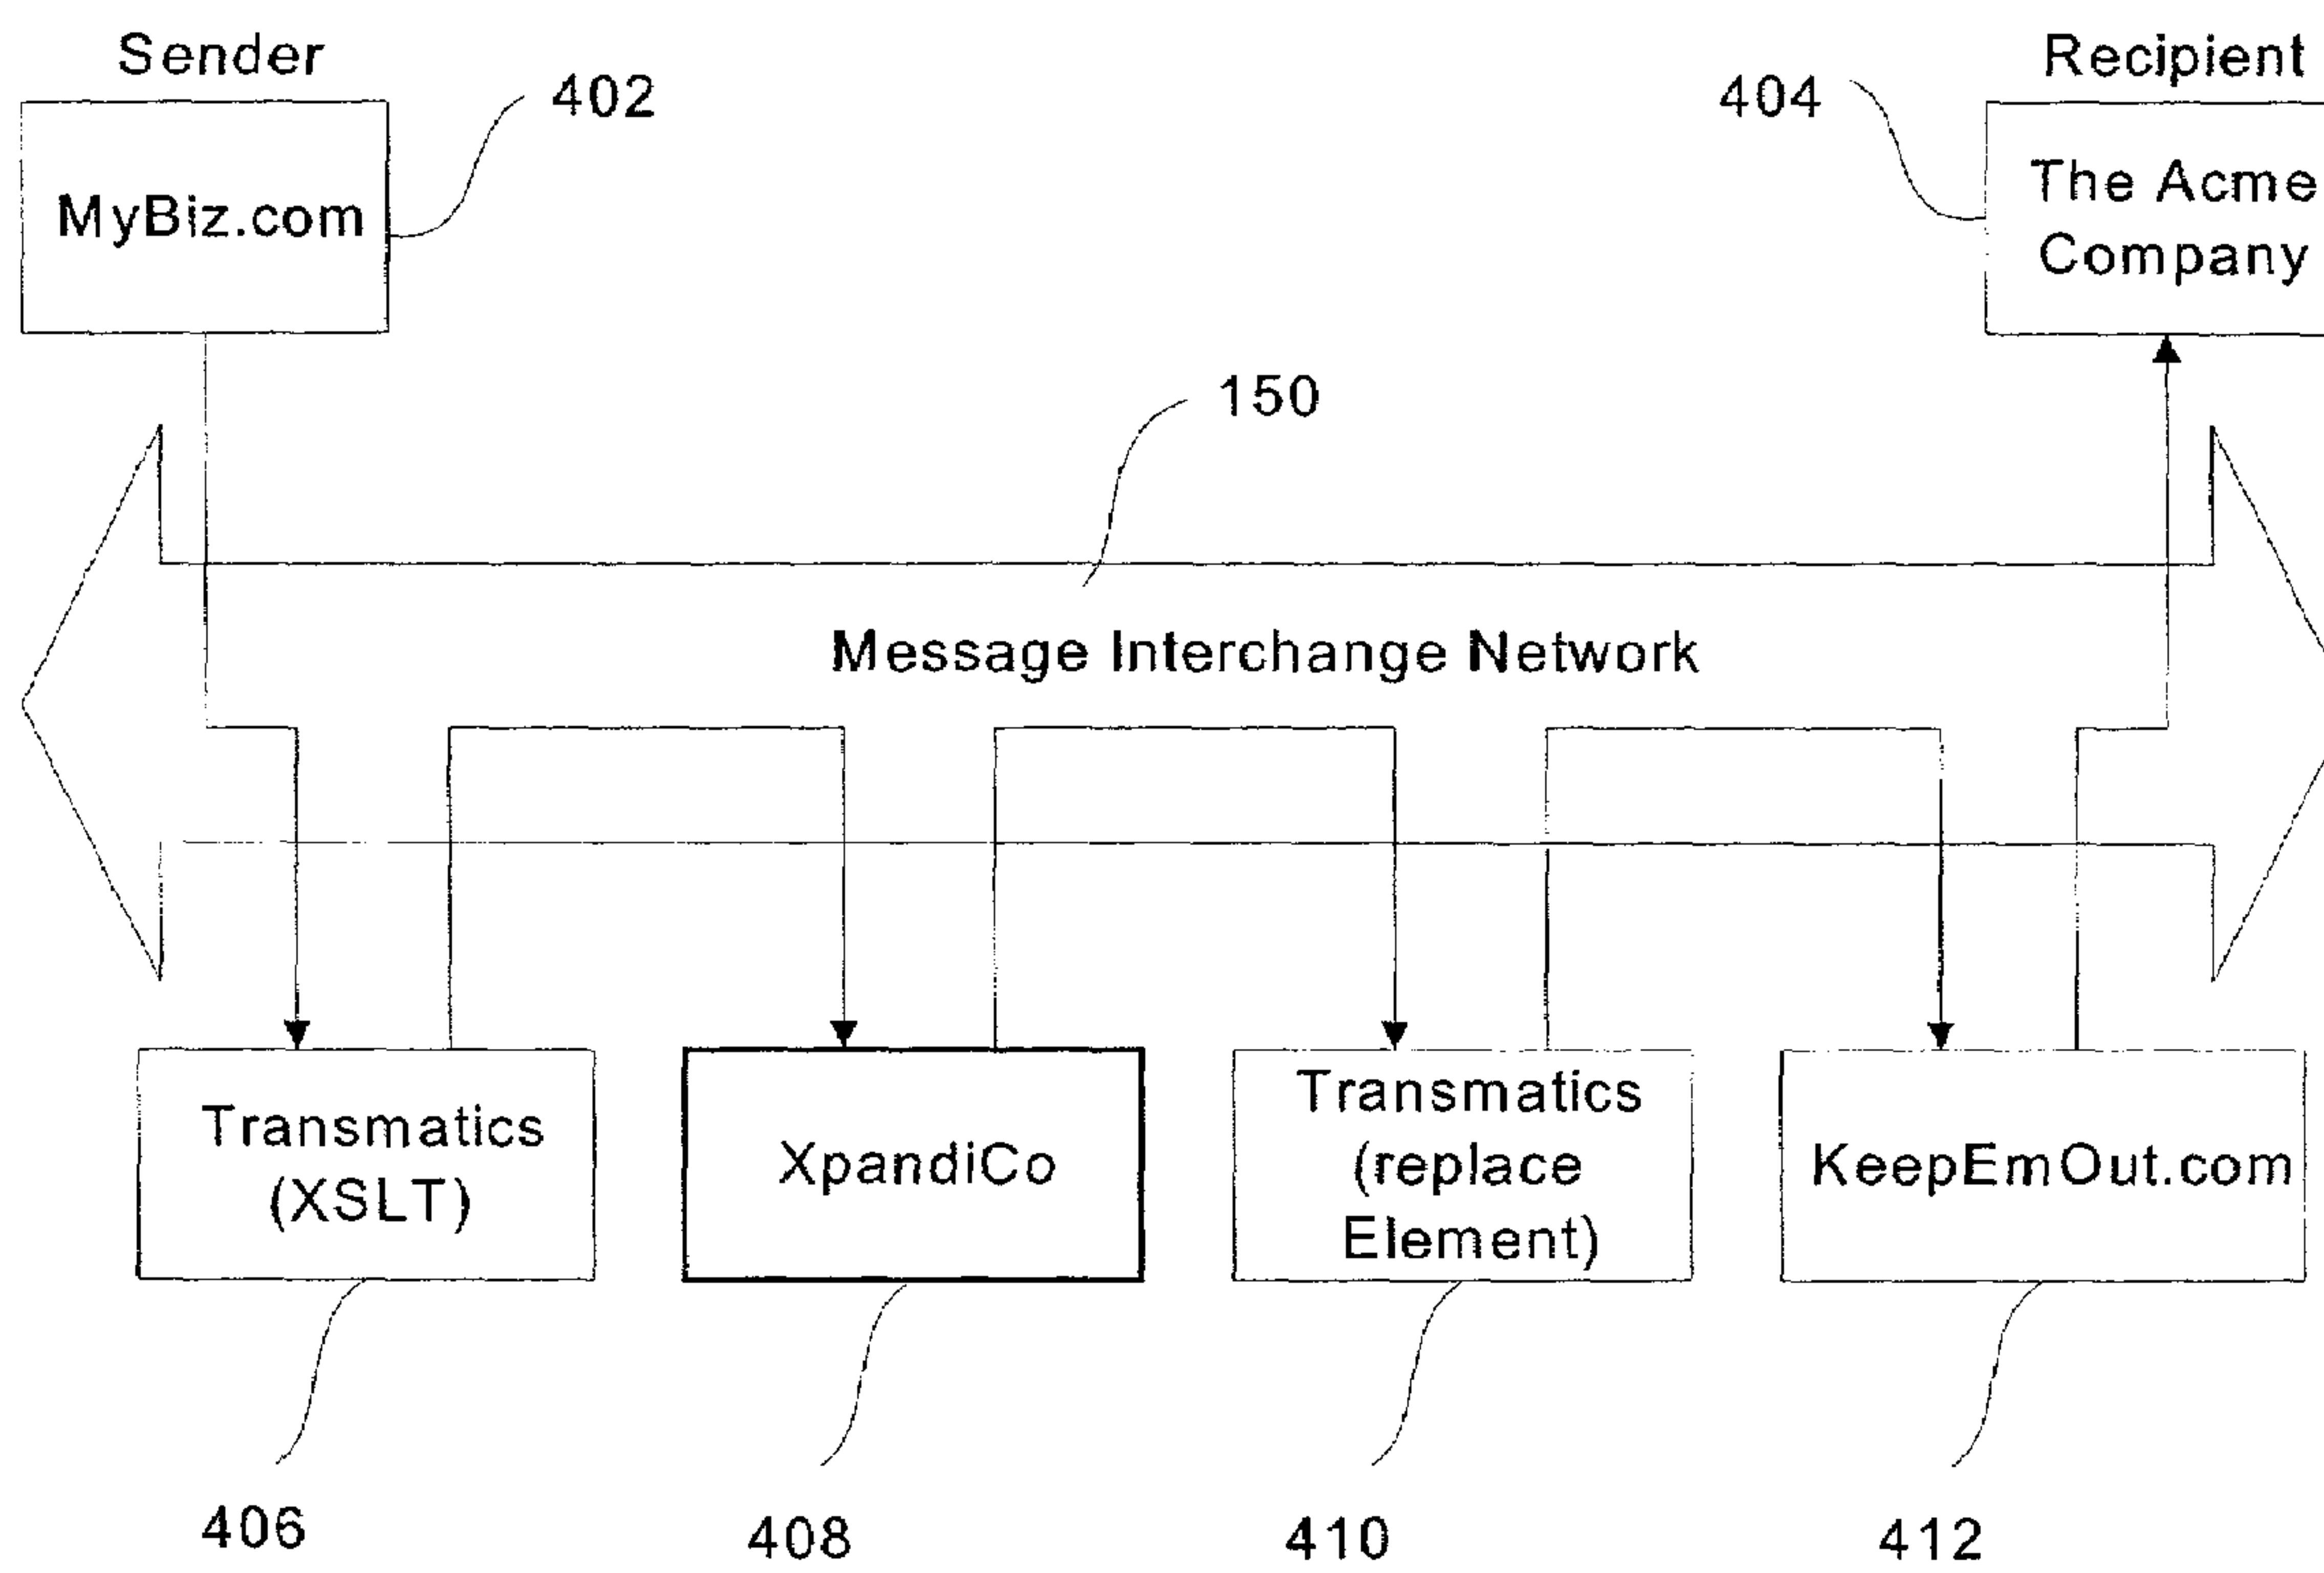 Sender
Recipient
402
404
MyBiz.com
The Acme
Company
150
Message Interchange Network
Transmatics
(XSLT)
XpandiCo
Transmatics
(replace
Element)
KeepEmOut.com
406
408
410
412